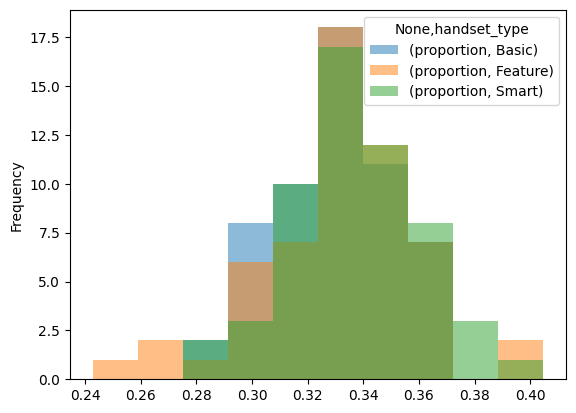 None,handset_type
(proportion, Basic)
(proportion, Feature)
(proportion, Smart)
Frequency
17.5
15.0
12.5
10.0
7.5
5.0
2.5
0.0
0.24 0.26 0.28 0.30 0.32 0.34 0.36 0.38 0.40